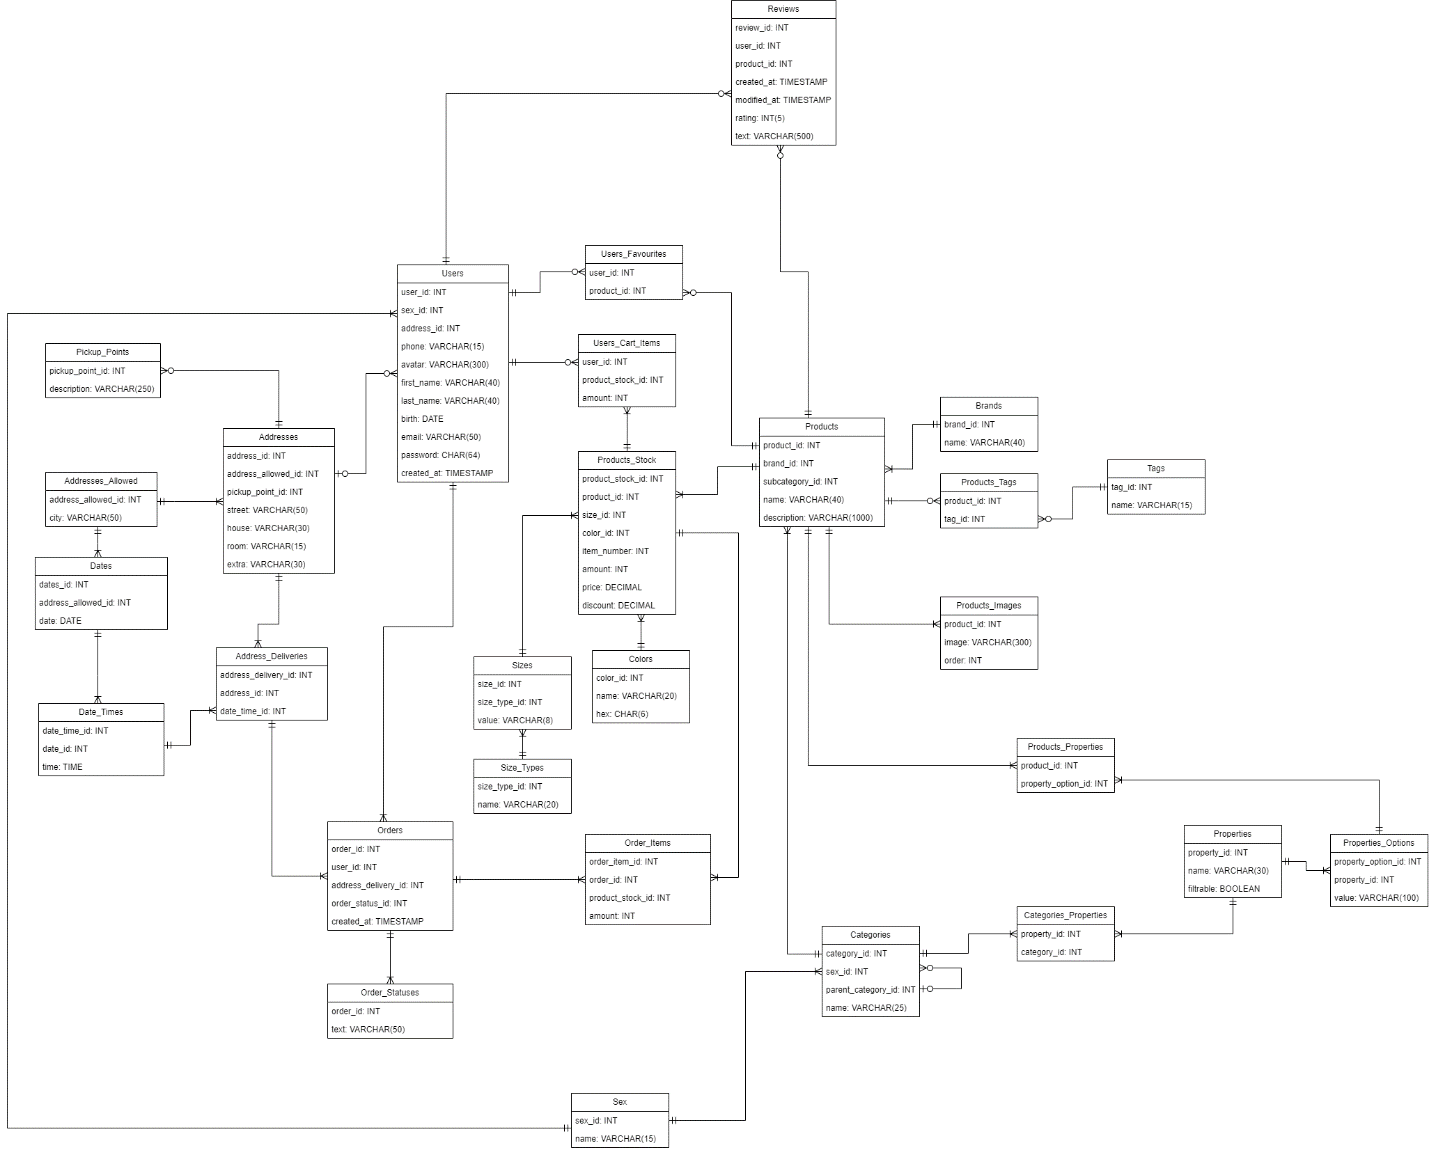 Reviews
review_id: INT
user_id: INT
product_id: INT
created_at: TIMESTAMP
modified_at: TIMESTAMP
rating: INT(5)
text: VARCHAR(500)
Users_Favourites
user_id: INT
product_id: INT
Users
user_id: INT
sex_id: INT
address_id: INT
phone: VARCHAR(15)
avatar: VARCHAR(300)
first_name: VARCHAR(40)
last_name: VARCHAR(40)
birth: DATE
email: VARCHAR(50)
password: CHAR(64)
created_at: TIMESTAMP
Users_Cart_Items
user_id: INT
product_stock_id: INT
amount: INT
Pickup_Points
pickup_point_id: INT
description: VARCHAR(250)
Addresses
address_id: INT
address_allowed_id: INT
pickup_point_id: INT
street: VARCHAR(50)
house: VARCHAR(30)
room: VARCHAR(15)
extra: VARCHAR(30)
Addresses_Allowed
address_allowed_id: INT
city: VARCHAR(50)
Dates
dates_id: INT
address_allowed_id: INT
date: DATE
Date_Times
date_time_id: INT
date_id: INT
time: TIME
Address_Deliveries
address_delivery_id: INT
address_id: INT
date_time_id: INT
Products_Stock
product_stock_id: INT
product_id: INT
size_id: INT
color_id: INT
item_number: INT
amount: INT
price: DECIMAL
discount: DECIMAL
Products
product_id: INT
brand_id: INT
subcategory_id: INT
name: VARCHAR(40)
description: VARCHAR(1000)
Brands
brand_id: INT
name: VARCHAR(40)
Products_Tags
product_id: INT
tag_id: INT
Tags
tag_id: INT
name: VARCHAR(15)
Products_Images
product_id: INT
image: VARCHAR(300)
order: INT
Sizes
size_id: INT
size_type_id: INT
value: VARCHAR(8)
Colors
color_id: INT
name: VARCHAR(20)
hex: CHAR(6)
Size_Types
size_type_id: INT
name: VARCHAR(20)
Products_Properties
product_id: INT
property_option_id: INT
Orders
order_id: INT
user_id: INT
address_delivery_id: INT
order_status_id: INT
created_at: TIMESTAMP
Order_Items
order_item_id: INT
order_id: INT
product_stock_id: INT
amount: INT
Properties
property_id: INT
name: VARCHAR(30)
filtrable: BOOLEAN
Properties_Options
property_option_id: INT
property_id: INT
value: VARCHAR(100)
Categories_Properties
property_id: INT
category_id: INT
Categories
category_id: INT
sex_id: INT
parent_category_id: INT
name: VARCHAR(25)
Order_Statuses
order_id: INT
text: VARCHAR(50)
Sex
sex_id: INT
name: VARCHAR(15)